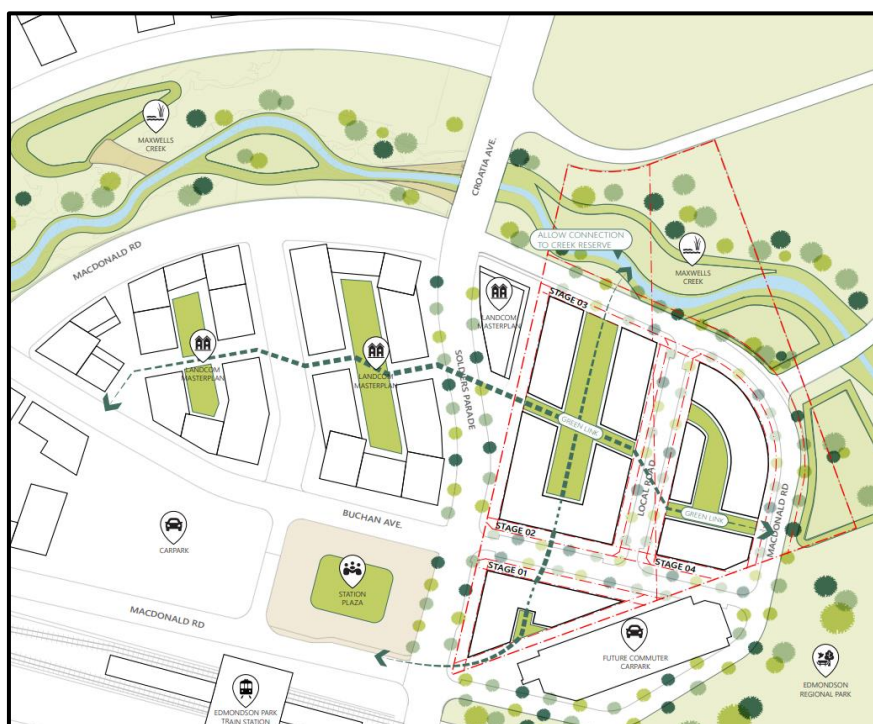 CROATIA AVE.
MAXWELLS
CREEK
ALLOW CONNECTION
TO CREEK RESERVE
MAXWELLS
CREEK
MACDONALD RD
STAGE 03
LANDCOM
MASTERPLAN
LANDCOM
MASTERPLAN
LANDCOM
MASTERPLAN
SOLDIERS PARADE
GREEN LINK
LOCAL ROAD
GREEN LINK
MACDONALD RD
BUCHAN AVE.
STAGE 02
CARPARK
STAGE 01
STAGE 04
STATION
PLAZA
MACDONALD RD
FUTURE COMMUTER
CARPARK
EDMONDSON
REGIONAL PARK
EDMONDSON PARK
TRAIN STATION